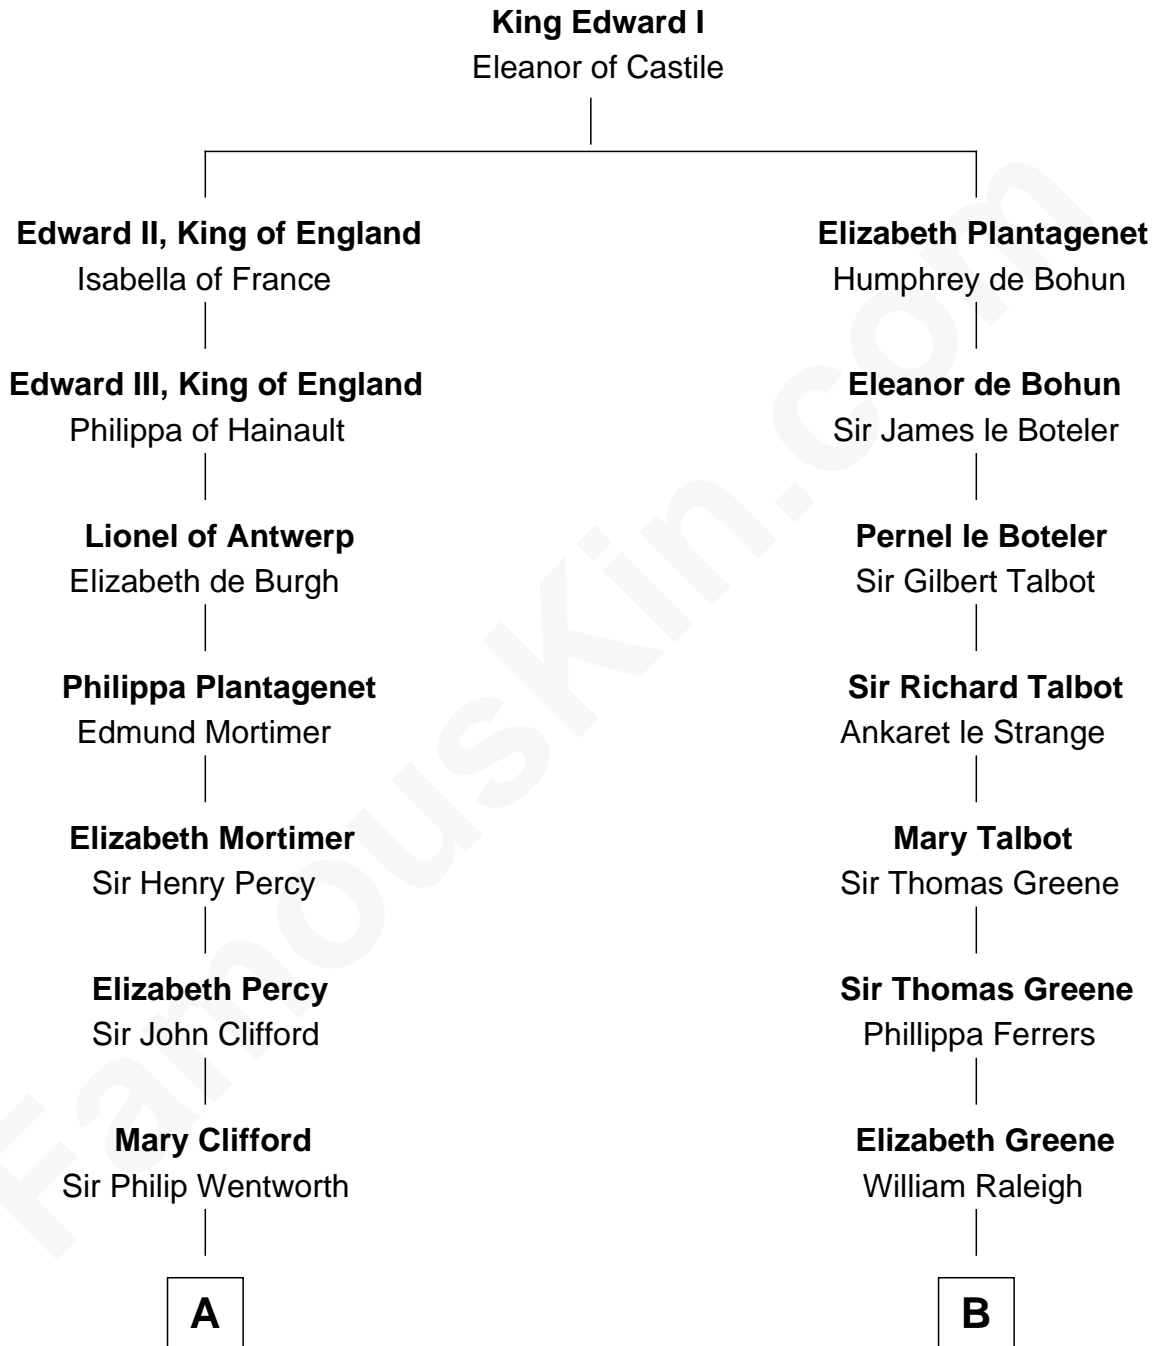 King Edward I
Eleanor of Castile
Edward II, King of England
Isabella of France
Elizabeth Plantagenet
Humphrey de Bohun
Edward III, King of England
Philippa of Hainault
Eleanor de Bohun
Sir James le Boteler
Lionel of Antwerp
Elizabeth de Burgh
Pernel le Boteler
Sir Gilbert Talbot
Philippa Plantagenet
Edmund Mortimer
Sir Richard Talbot
Ankaret le Strange
Elizabeth Mortimer
Sir Henry Percy
Mary Talbot
Sir Thomas Greene
Elizabeth Percy
Sir John Clifford
Sir Thomas Greene
Phillippa Ferrers
Mary Clifford
Sir Philip Wentworth
Elizabeth Greene
William Raleigh
A
B
FamousKin.com